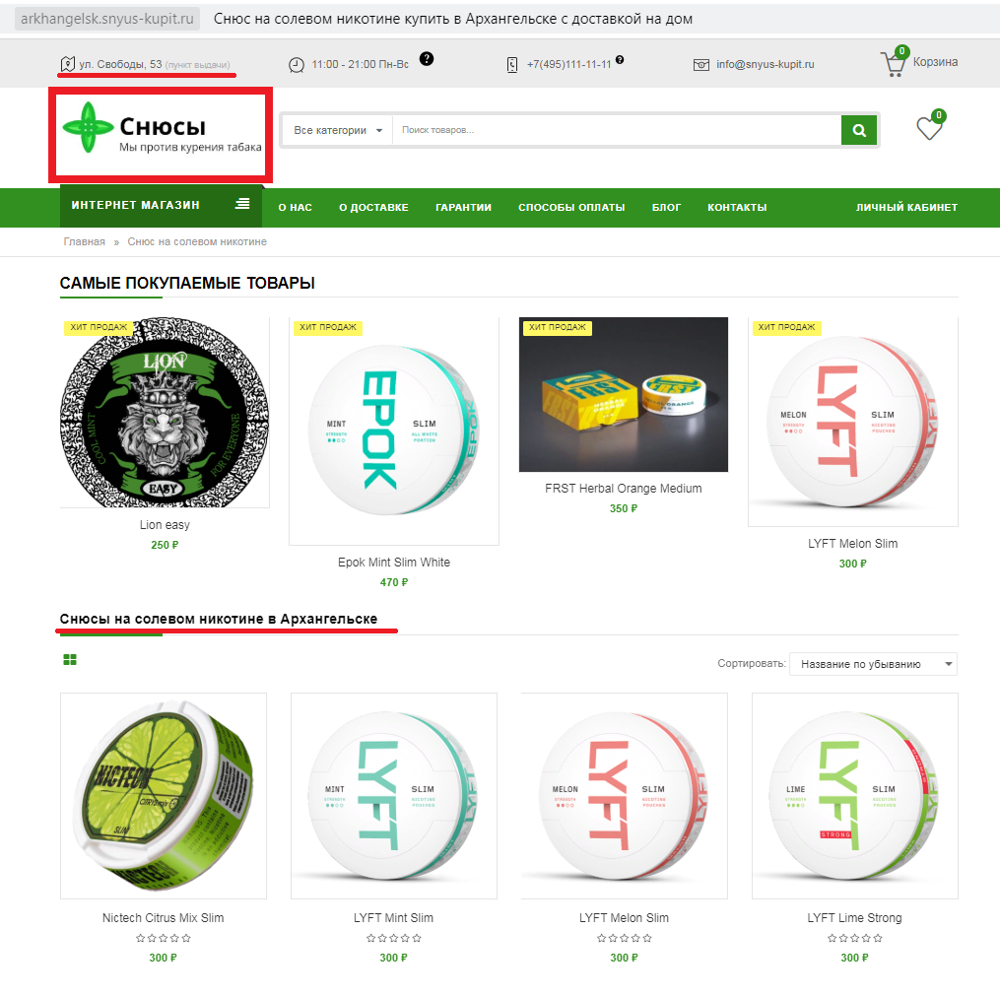 arkhangelsk.snyus-kupit.ru Снюс на солевом никотине купить в Архангельске с доставкой на дом
ул. Свободы, 53 (пункт выдачи) 11:00 - 21:00 Пн-Вс ? +7(495)111-11-11 ? info@snyus-kupit.ru 0 Корзина
Снюсы
Мы против курения табака
Все категории Поиск товаров... 0
ИНТЕРНЕТ МАГАЗИН О НАС О ДОСТАВКЕ ГАРАНТИИ СПОСОБЫ ОПЛАТЫ БЛОГ КОНТАКТЫ ЛИЧНЫЙ КАБИНЕТ
Главная » Снюс на солевом никотине
САМЫЕ ПОКУПАЕМЫЕ ТОВАРЫ
ХИТ ПРОДАЖ ХИТ ПРОДАЖ ХИТ ПРОДАЖ ХИТ ПРОДАЖ
LION
COOL MINT
FOR EVERYONE
EASY
EPOK
MINT SLIM
STRENGTH ALL WHITE
PORTION
EPOK
FRST
HERBAL
ORANGE
FRST
LYFT
MELON SLIM
STRENGTH NICOTINE
POUCHES
LYFT
Lion easy
250 ₽
Epok Mint Slim White
470 ₽
FRST Herbal Orange Medium
350 ₽
LYFT Melon Slim
300 ₽
Снюсы на солевом никотине в Архангельске
Сортировать: Название по убыванию
NICTECH
SLIM
NICTECH
LYFT
MINT SLIM
STRENGTH NICOTINE
POUCHES
LYFT
LYFT
MELON SLIM
STRENGTH NICOTINE
POUCHES
LYFT
LYFT
LIME SLIM
STRENGTH NICOTINE
POUCHES
STRONG
LYFT
Nictech Citrus Mix Slim LYFT Mint Slim LYFT Melon Slim LYFT Lime Strong
300 ₽ 300 ₽ 300 ₽ 300 ₽